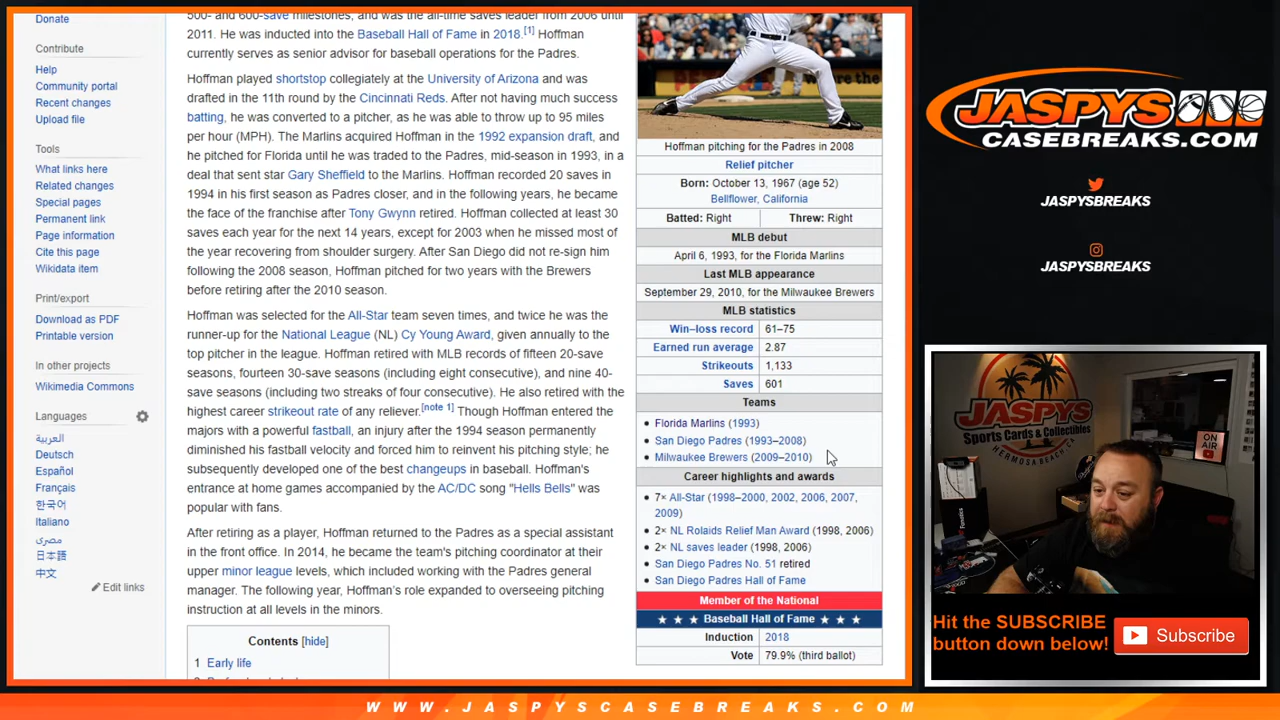 Donate
Contribute
Help
Community portal
Recent changes
Upload file
Tools
What links here
Related changes
Special pages
Permanent link
Page information
Cite this page
Wikidata item
Print/export
Download as PDF
Printable version
In other projects
Wikimedia Commons
Languages
العربية
Deutsch
Español
Français
한국어
Italiano
مصرى
日本語
中文
Edit links
500- and 600-save milestones, and was the all-time saves leader from 2006 until
2011. He was inducted into the Baseball Hall of Fame in 2018.[1] Hoffman
currently serves as senior advisor for baseball operations for the Padres.
Hoffman played shortstop collegiately at the University of Arizona and was
drafted in the 11th round by the Cincinnati Reds. After not having much success
batting, he was converted to a pitcher, as he was able to throw up to 95 miles
per hour (MPH). The Marlins acquired Hoffman in the 1992 expansion draft, and
he pitched for Florida until he was traded to the Padres, mid-season in 1993, in a
deal that sent star Gary Sheffield to the Marlins. Hoffman recorded 20 saves in
1994 in his first season as Padres closer, and in the following years, he became
the face of the franchise after Tony Gwynn retired. Hoffman collected at least 30
saves each year for the next 14 years, except for 2003 when he missed most of
the year recovering from shoulder surgery. After San Diego did not re-sign him
following the 2008 season, Hoffman pitched for two years with the Brewers
before retiring after the 2010 season.
Hoffman was selected for the All-Star team seven times, and twice he was the
runner-up for the National League (NL) Cy Young Award, given annually to the
top pitcher in the league. Hoffman retired with MLB records of fifteen 20-save
seasons, fourteen 30-save seasons (including eight consecutive), and nine 40-
save seasons (including two streaks of four consecutive). He also retired with the
highest career strikeout rate of any reliever.[note 1] Though Hoffman entered the
majors with a powerful fastball, an injury after the 1994 season permanently
diminished his fastball velocity and forced him to reinvent his pitching style; he
subsequently developed one of the best changeups in baseball. Hoffman's
entrance at home games accompanied by the AC/DC song "Hells Bells" was
popular with fans.
After retiring as a player, Hoffman returned to the Padres as a special assistant
in the front office. In 2014, he became the team's pitching coordinator at their
upper minor league levels, which included working with the Padres general
manager. The following year, Hoffman's role expanded to overseeing pitching
instruction at all levels in the minors.
Contents [hide]
1 Early life
Hoffman pitching for the Padres in 2008
Relief pitcher
Born: October 13, 1967 (age 52)
Bellflower, California
Batted: Right Threw: Right
MLB debut
April 6, 1993, for the Florida Marlins
Last MLB appearance
September 29, 2010, for the Milwaukee Brewers
MLB statistics
Win–loss record 61–75
Earned run average 2.87
Strikeouts 1,133
Saves 601
Teams
• Florida Marlins (1993)
• San Diego Padres (1993–2008)
• Milwaukee Brewers (2009–2010)
Career highlights and awards
• 7× All-Star (1998–2000, 2002, 2006, 2007,
2009)
• 2× NL Rolaids Relief Man Award (1998, 2006)
• 2× NL saves leader (1998, 2006)
• San Diego Padres No. 51 retired
• San Diego Padres Hall of Fame
Member of the National
★ ★ ★ Baseball Hall of Fame ★ ★ ★
Induction 2018
Vote 79.9% (third ballot)
JASPYS
CASEBREAKS.COM
JASPYSBREAKS
JASPYSBREAKS
JASPYS
Sports Cards & Collectibles
HERMOSA BEACH, CA
ON AIR
Hit the SUBSCRIBE
button down below!
Subscribe
WWW.JASPYSCASEBREAKS.COM